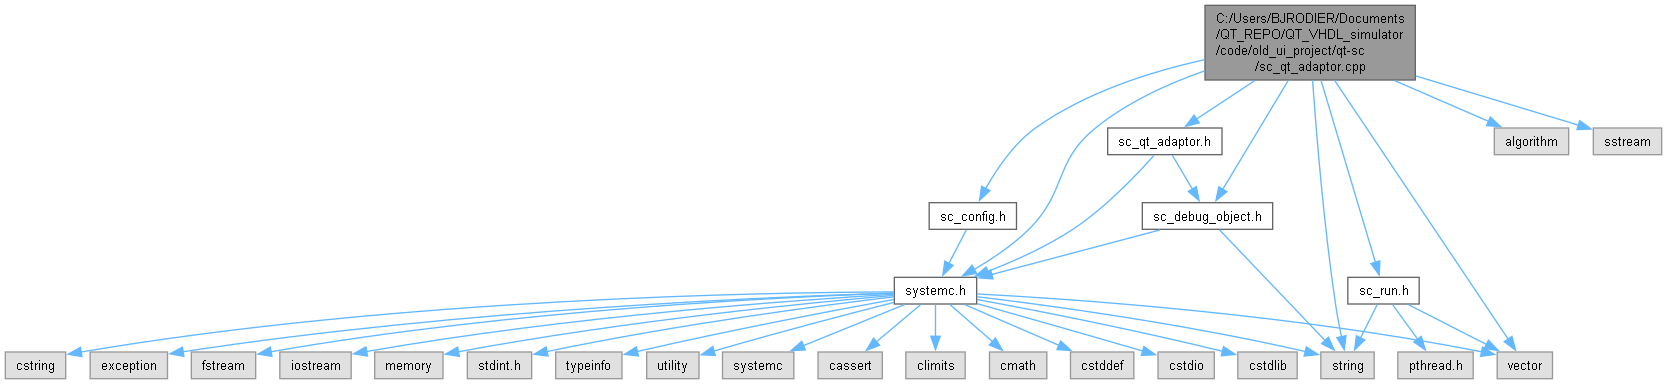 C:/Users/BJRODIER/Documents
/QT_REPO/QT_VHDL_simulator
/code/old_ui_project/qt-sc
/sc_qt_adaptor.cpp
sc_qt_adaptor.h
algorithm
sstream
sc_config.h
sc_debug_object.h
systemc.h
sc_run.h
cstring
exception
fstream
iostream
memory
stdint.h
typeinfo
utility
systemc
cassert
climits
cmath
cstddef
cstdio
cstdlib
string
pthread.h
vector